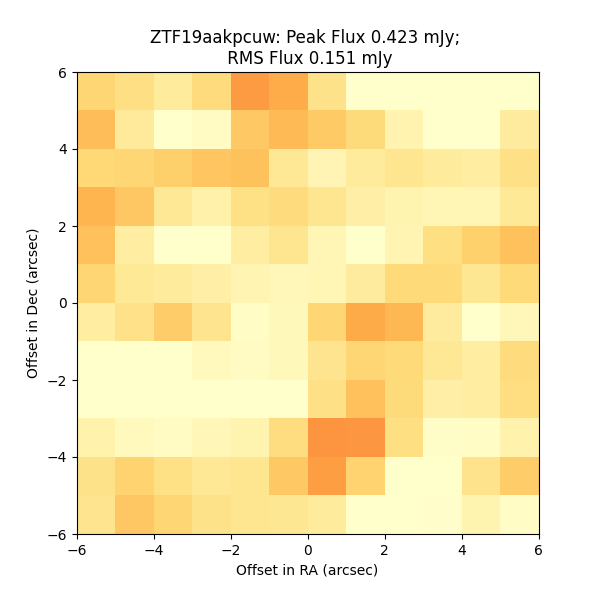 ZTF19aakpcuw: Peak Flux 0.423 mJy;
RMS Flux 0.151 mJy
6
4
2
0
−2
−4
−6
Offset in Dec (arcsec)
−6 −4 −2 0 2 4 6
Offset in RA (arcsec)